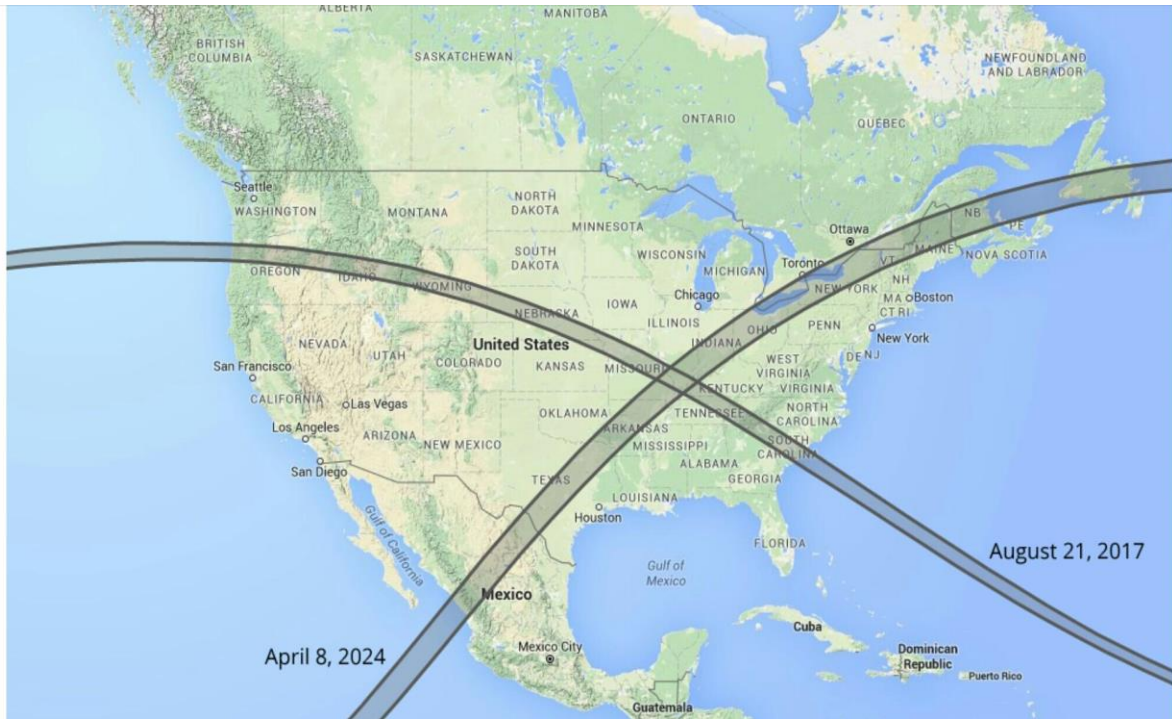 ALBERTA
MANITOBA
BRITISH
COLUMBIA
SASKATCHEWAN
NEWFOUNDLAND
AND LABRADOR
ONTARIO
QUEBEC
Seattle
WASHINGTON
MONTANA
NORTH
DAKOTA
MINNESOTA
Ottawa
NB
PE
MAINE
NOVA SCOTIA
OREGON
IDAHO
WYOMING
SOUTH
DAKOTA
WISCONSIN
MICHIGAN
Toronto
VT
NH
NEW YORK
MA
Boston
CT RI
NEBRASKA
IOWA
Chicago
ILLINOIS
INDIANA
OHIO
PENN
New York
NEVADA
UTAH
COLORADO
United States
KANSAS
MISSOURI
WEST
VIRGINIA
DE
NJ
San Francisco
CALIFORNIA
Las Vegas
KENTUCKY
VIRGINIA
Los Angeles
ARIZONA
NEW MEXICO
OKLAHOMA
ARKANSAS
TENNESSEE
NORTH
CAROLINA
San Diego
MISSISSIPPI
SOUTH
CAROLINA
ALABAMA
GEORGIA
TEXAS
LOUISIANA
Houston
FLORIDA
Gulf of California
Gulf of
Mexico
August 21, 2017
Mexico
April 8, 2024
Mexico City
Cuba
Dominican
Republic
Puerto Rico
Guatemala